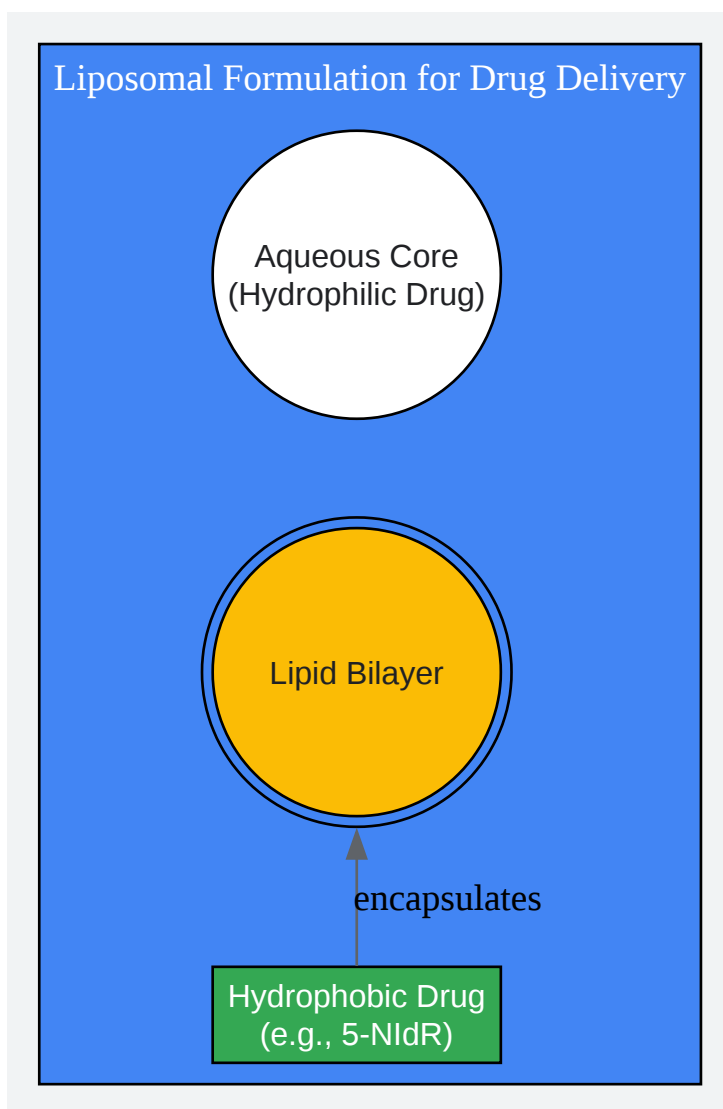 Liposomal Formulation for Drug Delivery
Aqueous Core
(Hydrophilic Drug)
Lipid Bilayer
encapsulates
Hydrophobic Drug
(e.g., 5-NIdR)